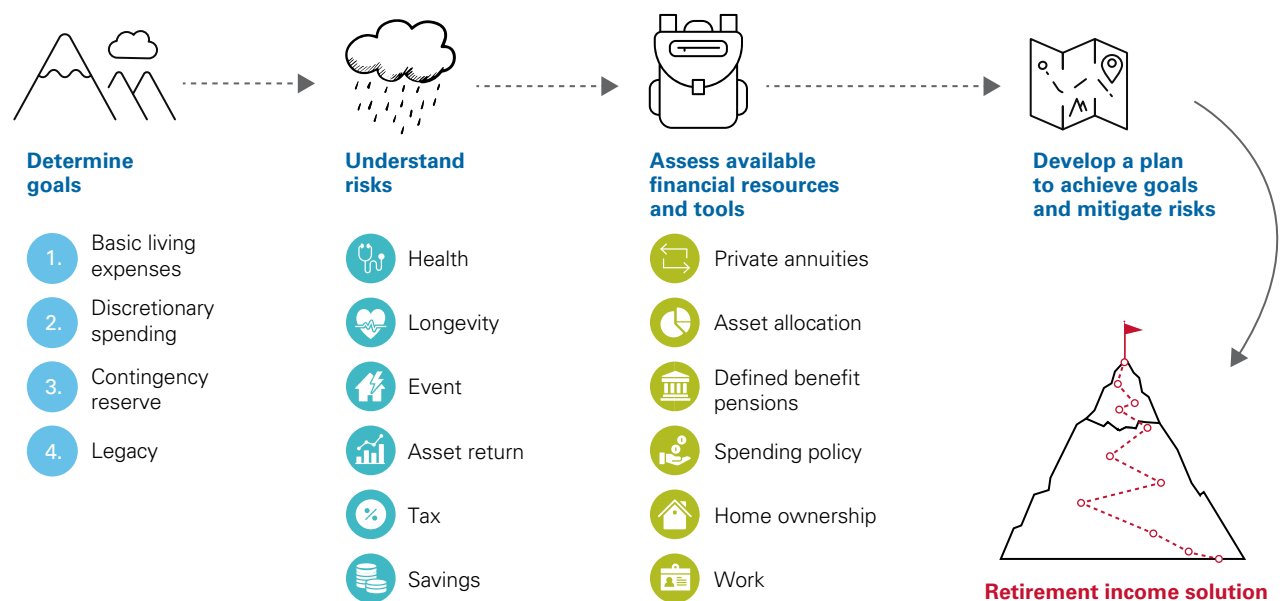 Determine
goals
1.
Basic living
expenses
2.
Discretionary
spending
3.
Contingency
reserve
4.
Legacy
Understand
risks
Health
Longevity
Event
Asset return
%
Tax
Savings
Assess available
financial resources
and tools
Private annuities
Asset allocation
Defined benefit
pensions
Spending policy
Home ownership
Work
Develop a plan
to achieve goals
and mitigate risks
Retirement income solution